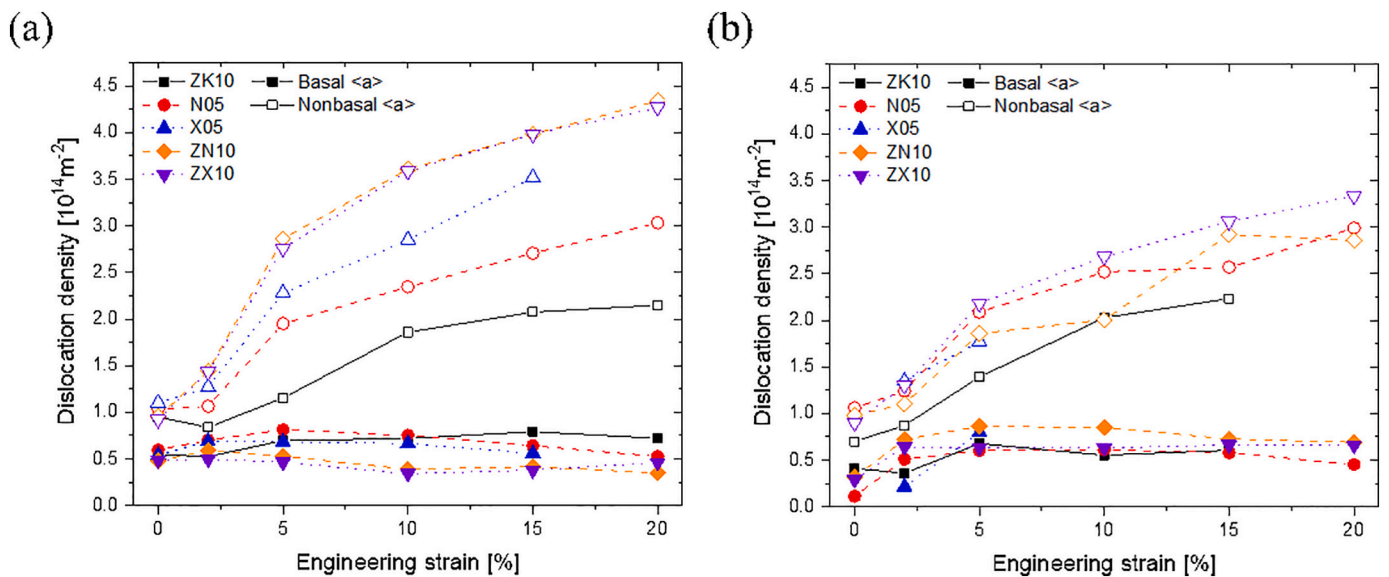 (a)
ZK10 Basal <a>
N05 Nonbasal <a>
X05
ZN10
ZX10
4.5
4.0
3.5
3.0
2.5
2.0
1.5
1.0
0.5
0.0
Dislocation density [10¹⁴m⁻²]
0 5 10 15 20
Engineering strain [%]
(b)
ZK10 Basal <a>
N05 Nonbasal <a>
X05
ZN10
ZX10
4.5
4.0
3.5
3.0
2.5
2.0
1.5
1.0
0.5
0.0
Dislocation density [10¹⁴m⁻²]
0 5 10 15 20
Engineering strain [%]